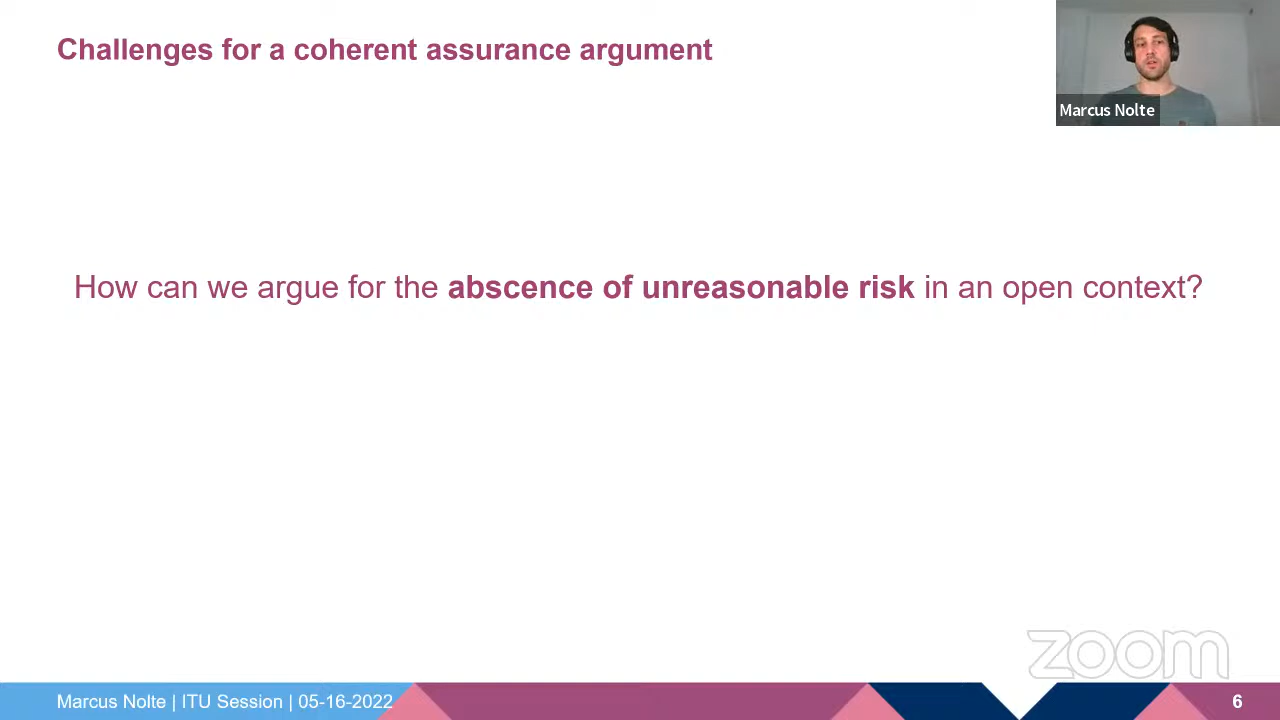 Challenges for a coherent assurance argument
Marcus Nolte
How can we argue for the abscence of unreasonable risk in an open context?
zoom
Marcus Nolte | ITU Session | 05-16-2022
6